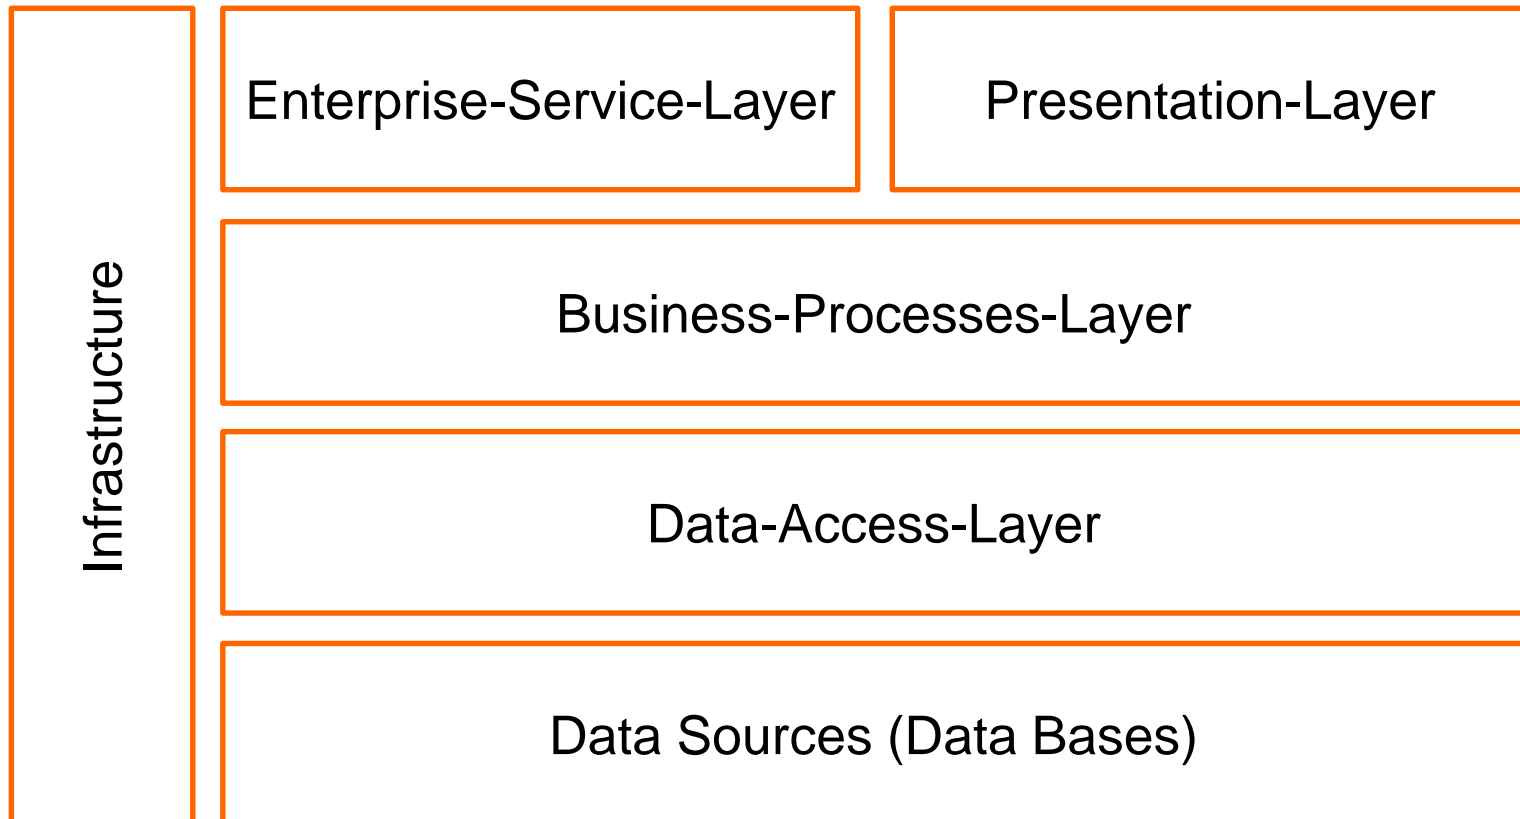 Infrastructure
Enterprise-Service-Layer
Presentation-Layer
Business-Processes-Layer
Data-Access-Layer
Data Sources (Data Bases)